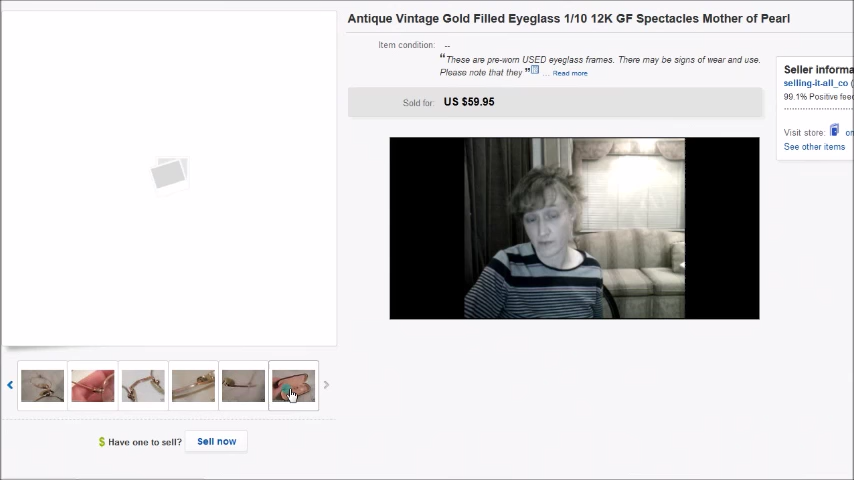 Antique Vintage Gold Filled Eyeglass 1/10 12K GF Spectacles Mother of Pearl
Item condition: --
“These are pre-worn USED eyeglass frames. There may be signs of wear and use.
Please note that they ” ... Read more
Sold for: US $59.95
Seller informa
selling-it-all_co (
99.1% Positive fee
Visit store: on
See other items
$ Have one to sell? Sell now